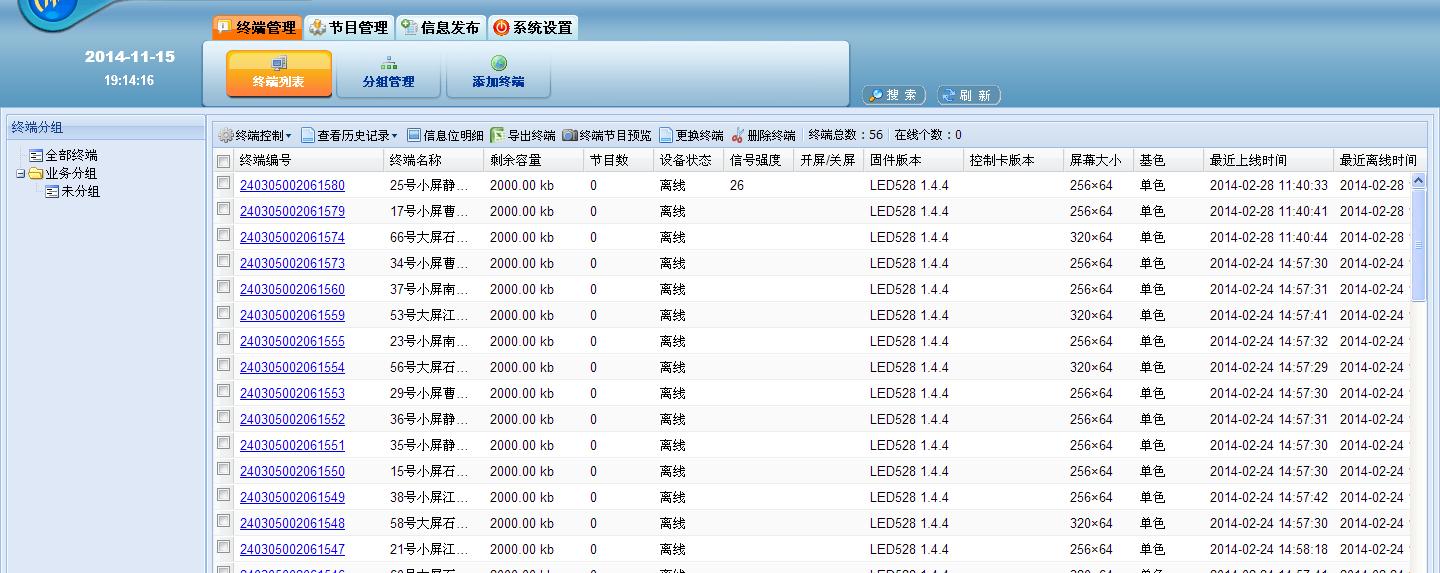 终端管理 节目管理 信息发布 系统设置
2014-11-15
19:14:16
终端列表 分组管理 添加终端
搜 索 刷 新
终端分组
全部终端
业务分组
未分组
终端控制 查看历史记录 信息位明细 导出终端 终端节目预览 更换终端 删除终端 终端总数：56 在线个数：0
终端编号 终端名称 剩余容量 节目数 设备状态 信号强度 开屏/关屏 固件版本 控制卡版本 屏幕大小 基色 最近上线时间 最近离线时间
240305002061580 25号小屏静... 2000.00 kb 0 离线 26 LED528 1.4.4 256×64 单色 2014-02-28 11:40:33 2014-02-28
240305002061579 17号小屏曹... 2000.00 kb 0 离线 LED528 1.4.4 256×64 单色 2014-02-28 11:40:41 2014-02-28
240305002061574 66号大屏石... 2000.00 kb 0 离线 LED528 1.4.4 320×64 单色 2014-02-28 11:40:44 2014-02-28
240305002061573 34号小屏曹... 2000.00 kb 0 离线 LED528 1.4.4 256×64 单色 2014-02-24 14:57:30 2014-02-24
240305002061560 37号小屏南... 2000.00 kb 0 离线 LED528 1.4.4 256×64 单色 2014-02-24 14:57:31 2014-02-24
240305002061559 53号大屏江... 2000.00 kb 0 离线 LED528 1.4.4 320×64 单色 2014-02-24 14:57:41 2014-02-24
240305002061555 23号小屏南... 2000.00 kb 0 离线 LED528 1.4.4 256×64 单色 2014-02-24 14:57:32 2014-02-24
240305002061554 56号大屏石... 2000.00 kb 0 离线 LED528 1.4.4 320×64 单色 2014-02-24 14:57:29 2014-02-24
240305002061553 29号小屏曹... 2000.00 kb 0 离线 LED528 1.4.4 256×64 单色 2014-02-24 14:57:30 2014-02-24
240305002061552 36号小屏静... 2000.00 kb 0 离线 LED528 1.4.4 256×64 单色 2014-02-24 14:57:31 2014-02-24
240305002061551 35号小屏静... 2000.00 kb 0 离线 LED528 1.4.4 256×64 单色 2014-02-24 14:57:30 2014-02-24
240305002061550 15号小屏石... 2000.00 kb 0 离线 LED528 1.4.4 256×64 单色 2014-02-24 14:57:30 2014-02-24
240305002061549 38号小屏江... 2000.00 kb 0 离线 LED528 1.4.4 256×64 单色 2014-02-24 14:57:42 2014-02-24
240305002061548 58号大屏石... 2000.00 kb 0 离线 LED528 1.4.4 320×64 单色 2014-02-24 14:57:30 2014-02-24
240305002061547 21号小屏江... 2000.00 kb 0 离线 LED528 1.4.4 256×64 单色 2014-02-24 14:58:18 2014-02-24